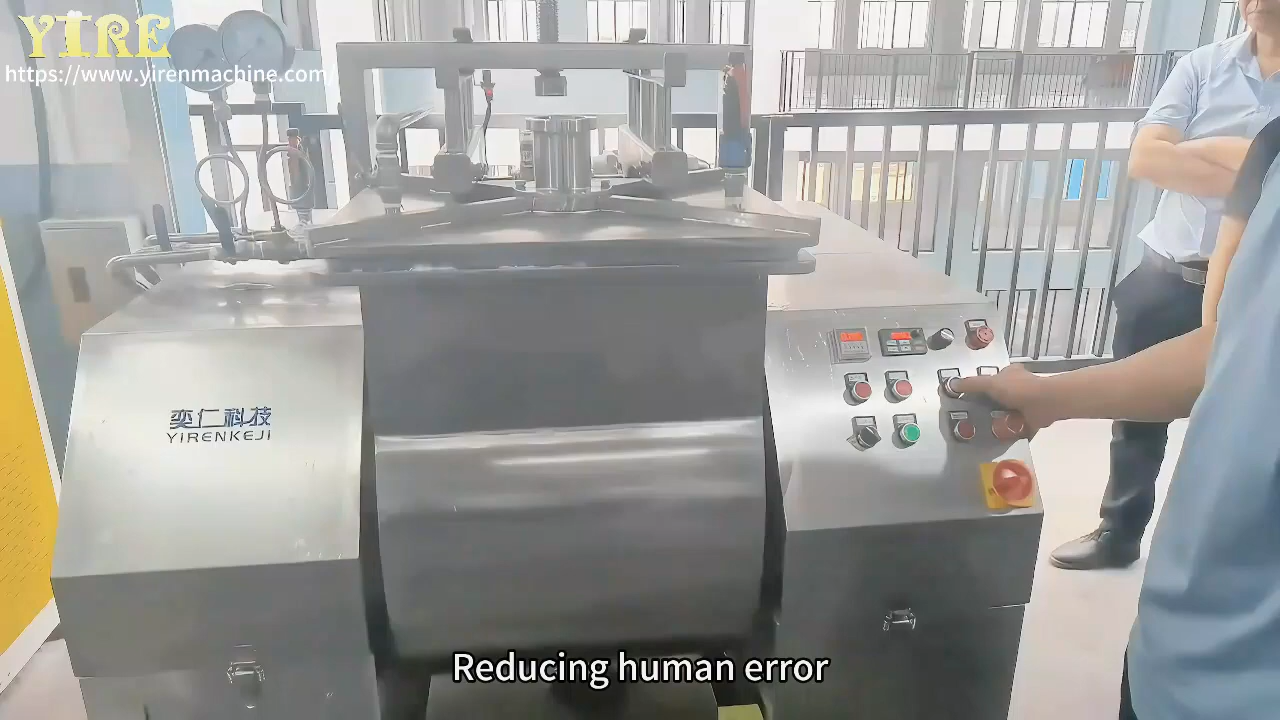 YIRE
https://www.yirenmachine.com/
奕仁科技
YIRENKEJI
Reducing human error